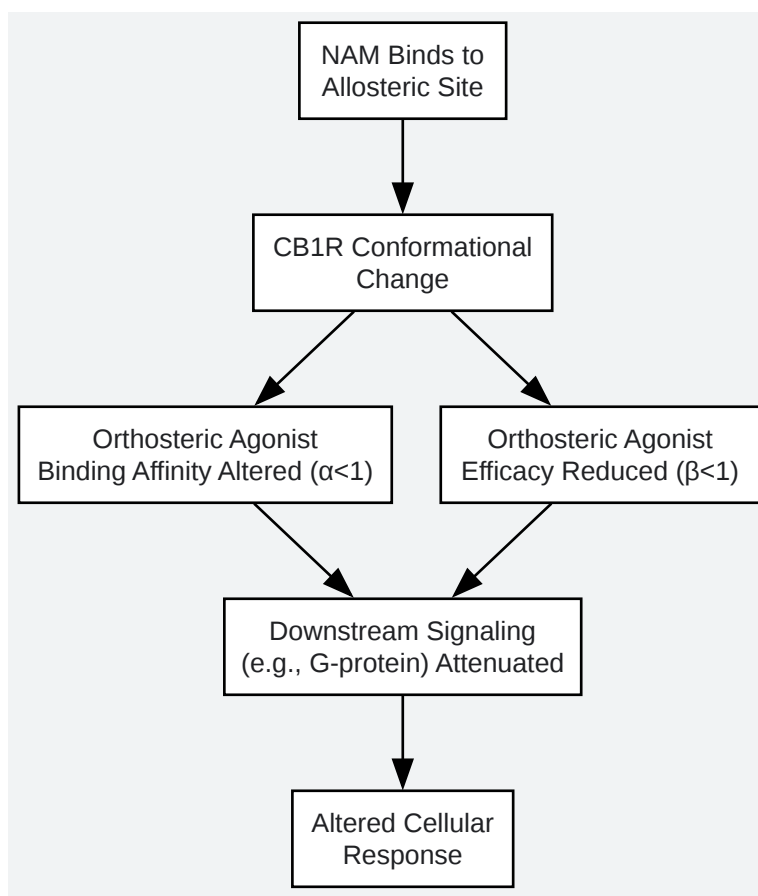 NAM Binds to
Allosteric Site
CB1R Conformational
Change
Orthosteric Agonist
Binding Affinity Altered (α<1)
Orthosteric Agonist
Efficacy Reduced (β<1)
Downstream Signaling
(e.g., G-protein) Attenuated
Altered Cellular
Response